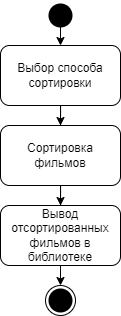 Выбор способа
сортировки
Сортировка
фильмов
Вывод
отсортированных
фильмов в
библиотеке